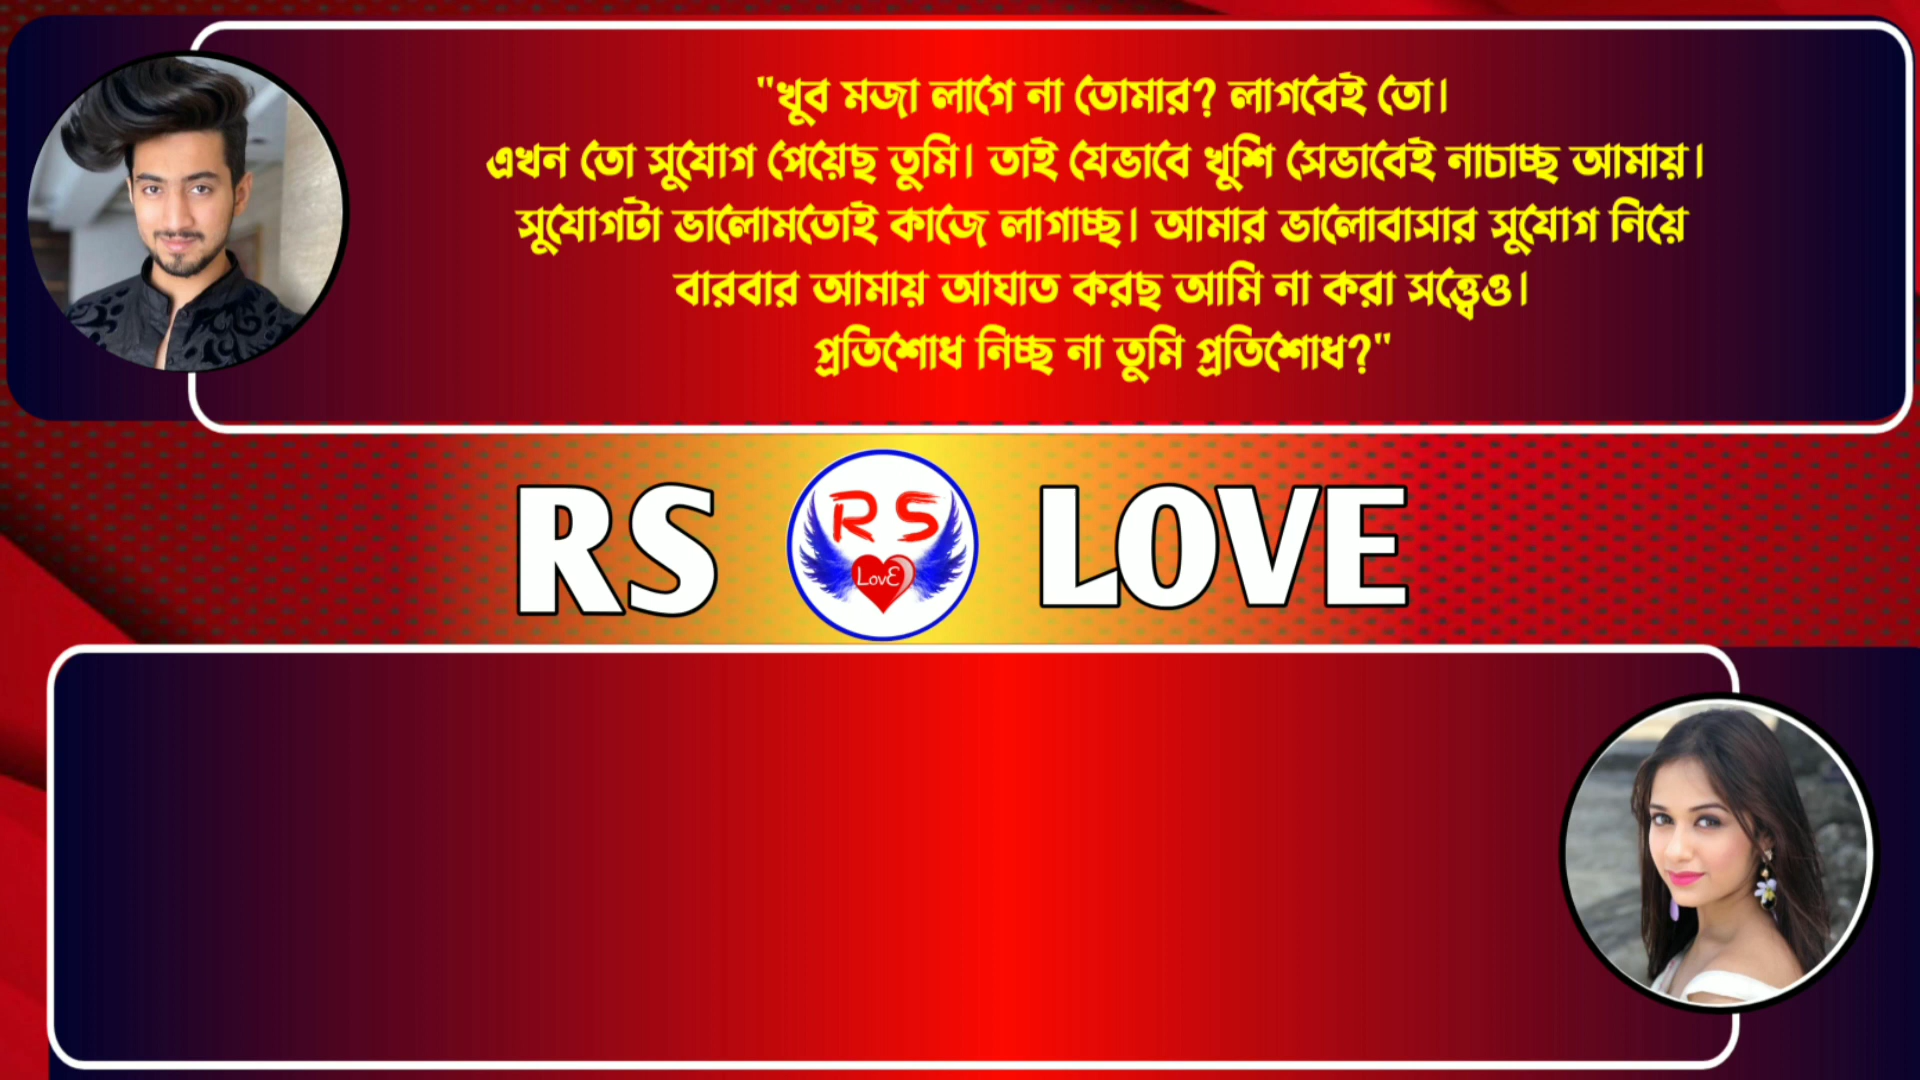 "খুব মজা লাগে না তোমার? লাগবেই তো।
এখন তো সুযোগ পেয়েছ তুমি। তাই যেভাবে খুশি সেভাবেই নাচাচ্ছ আমায়।
সুযোগটা ভালোমতোই কাজে লাগাচ্ছ। আমার ভালোবাসার সুযোগ নিয়ে
বারবার আমায় আঘাত করছ আমি না করা সত্ত্বেও।
প্রতিশোধ নিচ্ছ না তুমি প্রতিশোধ?"
RS LOVE
RS
LovE